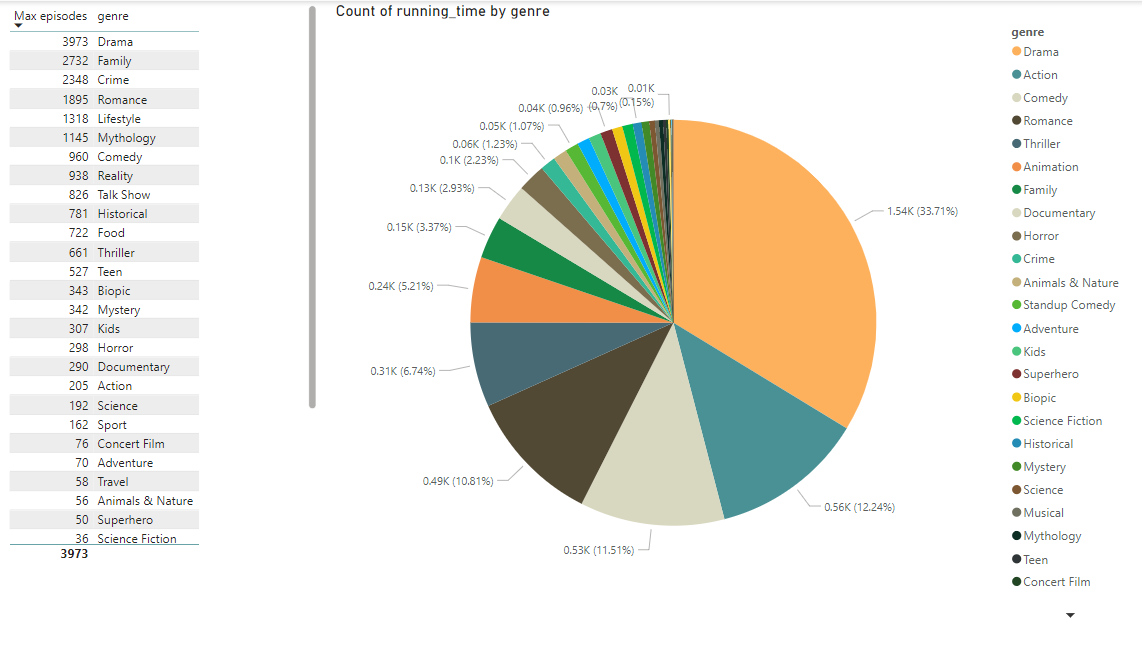 Max episodes genre
3973 Drama
2732 Family
2348 Crime
1895 Romance
1318 Lifestyle
1145 Mythology
960 Comedy
938 Reality
826 Talk Show
781 Historical
722 Food
661 Thriller
527 Teen
343 Biopic
342 Mystery
307 Kids
298 Horror
290 Documentary
205 Action
192 Science
162 Sport
76 Concert Film
70 Adventure
58 Travel
56 Animals & Nature
50 Superhero
36 Science Fiction
3973
Count of running_time by genre
0.01K
(0.15%)
0.03K
(0.7%)
0.04K (0.96%)
0.05K (1.07%)
0.06K (1.23%)
0.1K (2.23%)
0.13K (2.93%)
0.15K (3.37%)
0.24K (5.21%)
0.31K (6.74%)
0.49K (10.81%)
0.53K (11.51%)
0.56K (12.24%)
1.54K (33.71%)
genre
Drama
Action
Comedy
Romance
Thriller
Animation
Family
Documentary
Horror
Crime
Animals & Nature
Standup Comedy
Adventure
Kids
Superhero
Biopic
Science Fiction
Historical
Mystery
Science
Musical
Mythology
Teen
Concert Film